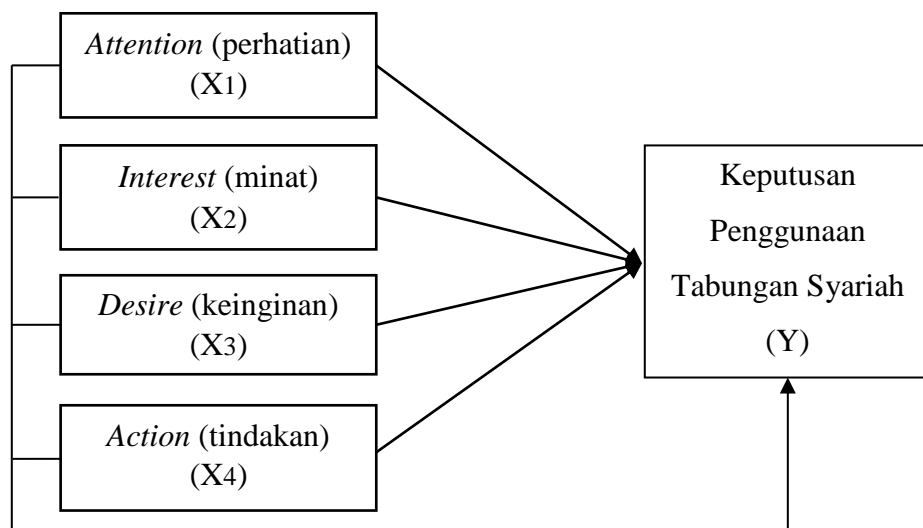 Attention (perhatian)
(X1)
Interest (minat)
(X2)
Desire (keinginan)
(X3)
Action (tindakan)
(X4)
Keputusan
Penggunaan
Tabungan Syariah
(Y)